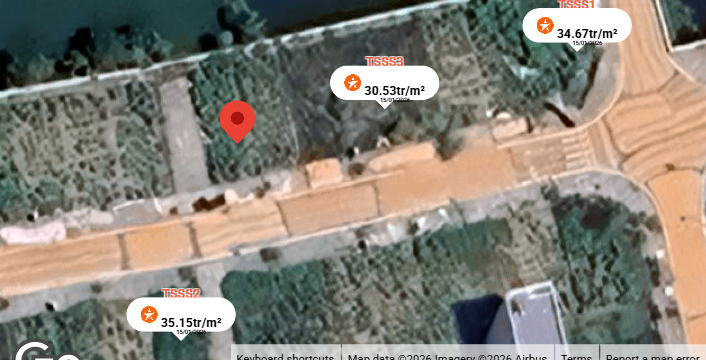 TSSS1
34.67tr/m²
15/01/2026
TSSS3
30.53tr/m²
15/01/2026
TSSS2
35.15tr/m²
15/01/2026
Keyboard shortcuts
Map data ©2026 Imagery ©2026 Airbus
Terms
Report a map error